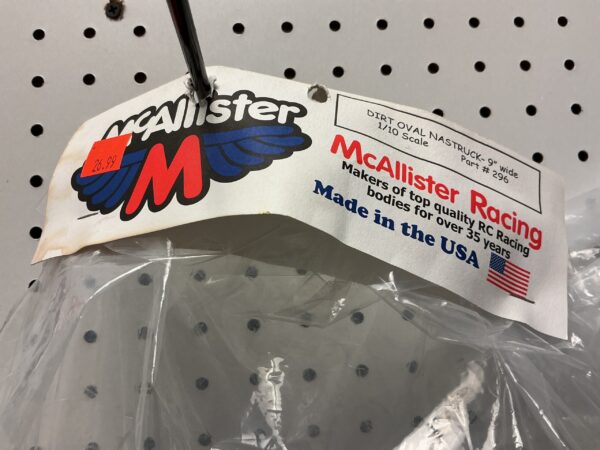 McAllister
M
26.99
DIRT OVAL NASTRUCK- 9" wide
1/10 Scale
Part # 296
McAllister Racing
Makers of top quality RC Racing
bodies for over 35 years
Made in the USA